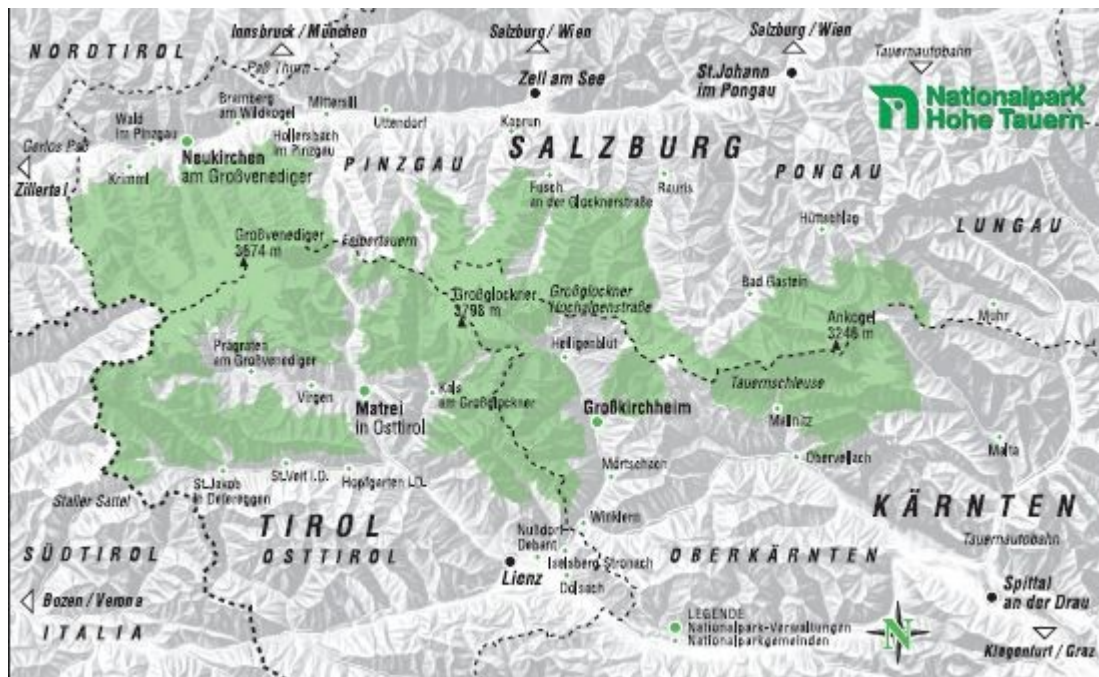 Innsbruck / München
Salzburg / Wien
Salzburg / Wien
NORDTIROL
Paß Thurn
Zell am See
St.Johann
im Pongau
Tauernautobahn
Nationalpark
Hohe Tauern
Bramberg
am Wildkogel
Mittersill
Uttendorf
Kaprun
Wald
im Pinzgau
Hollersbach
im Pinzgau
SALZBURG
Gerlos Paß
Neukirchen
am Großvenediger
PINZGAU
PONGAU
Zillertal
Krimml
Fusch
an der Glocknerstraße
Rauris
Hüttschlag
LUNGAU
Großvenediger
3674 m
Felbertauern
Bad Gastein
Großglockner
3798 m
Großglockner
Hochalpenstraße
Ankogel
3246 m
Muhr
Prägraten
am Großvenediger
Heiligenblut
Virgen
Matrei
in Osttirol
Kals
am Großglockner
Tauernschleuse
Großkirchheim
Mallnitz
Malta
St.Jakob
in Defereggen
St.Veit i.D.
Hopfgarten i.D.
Mörtschach
Obervellach
Staller Sattel
TIROL
OSTTIROL
Winklern
KÄRNTEN
Tauernautobahn
SÜDTIROL
Nußdorf
Debant
Iselsberg Stronach
OBERKÄRNTEN
Lienz
Dölsach
Spittal
an der Drau
Bozen / Verona
ITALIA
LEGENDE
Nationalpark-Verwaltungen
Nationalparkgemeinden
N
Klagenfurt / Graz